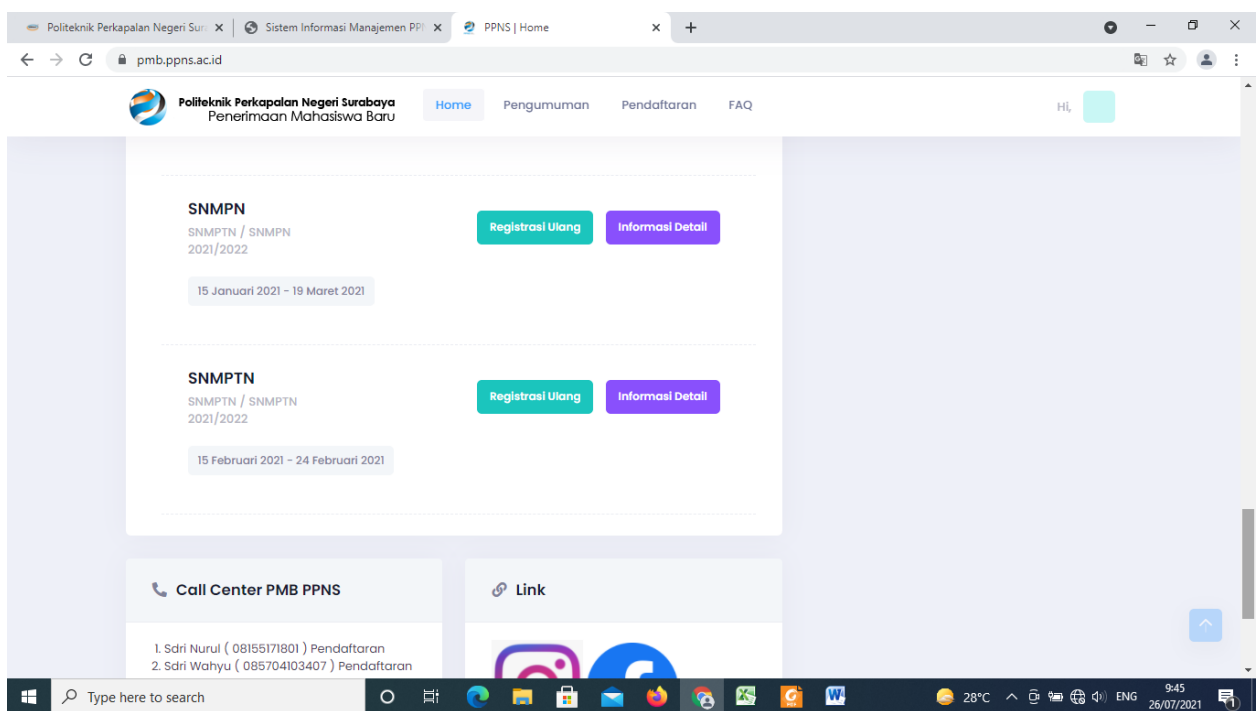 Politeknik Perkapalan Negeri Sur
Sistem Informasi Manajemen PPN
PPNS | Home
pmb.ppns.ac.id
Politeknik Perkapalan Negeri Surabaya
Penerimaan Mahasiswa Baru
Home
Pengumuman
Pendaftaran
FAQ
Hi,
SNMPN
SNMPTN / SNMPN
2021/2022
Registrasi Ulang
Informasi Detail
15 Januari 2021 - 19 Maret 2021
SNMPTN
SNMPTN / SNMPTN
2021/2022
Registrasi Ulang
Informasi Detail
15 Februari 2021 - 24 Februari 2021
Call Center PMB PPNS
Link
1. Sdri Nurul ( 08155171801 ) Pendaftaran
2. Sdri Wahyu ( 085704103407 ) Pendaftaran
Type here to search
28°C
ENG
9:45
26/07/2021